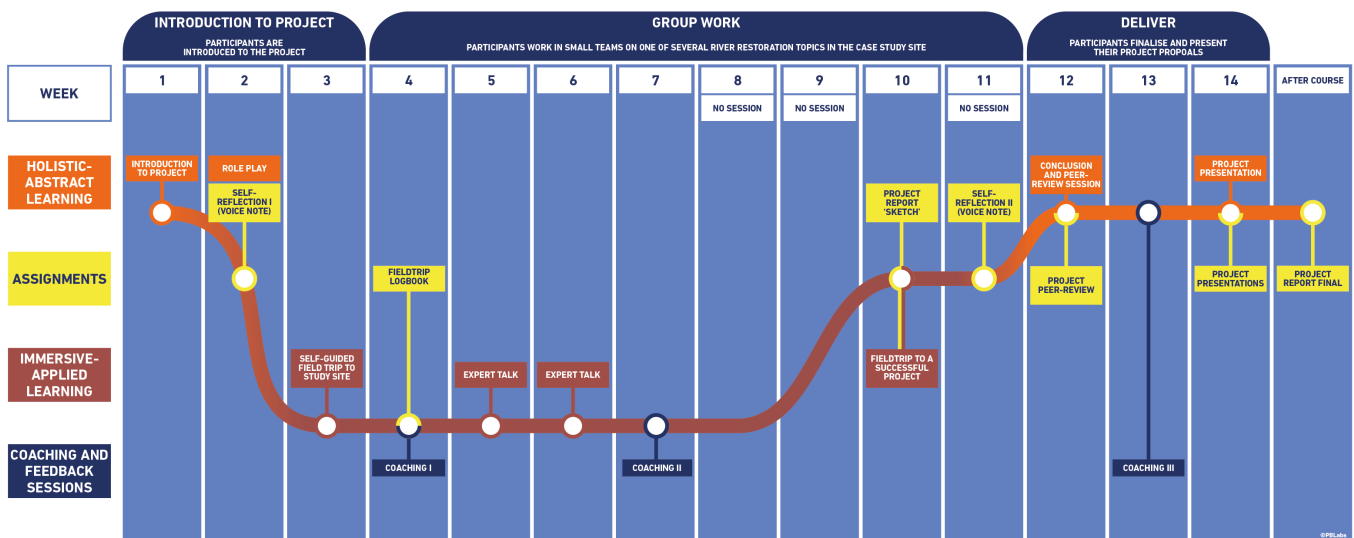 INTRODUCTION TO PROJECT
PARTICIPANTS ARE
INTRODUCED TO THE PROJECT
GROUP WORK
PARTICIPANTS WORK IN SMALL TEAMS ON ONE OF SEVERAL RIVER RESTORATION TOPICS IN THE CASE STUDY SITE
DELIVER
PARTICIPANTS FINALISE AND PRESENT
THEIR PROJECT PROPOALS
WEEK
1
2
3
4
5
6
7
8
9
10
11
12
13
14
AFTER COURSE
NO SESSION
NO SESSION
NO SESSION
HOLISTIC-
ABSTRACT
LEARNING
INTRODUCTION
TO PROJECT
ROLE PLAY
SELF-
REFLECTION I
(VOICE NOTE)
PROJECT
REPORT
'SKETCH'
SELF-
REFLECTION II
(VOICE NOTE)
CONCLUSION
AND PEER-
REVIEW SESSION
PROJECT
PRESENTATION
ASSIGNMENTS
FIELDTRIP
LOGBOOK
PROJECT
PEER-REVIEW
PROJECT
PRESENTATIONS
PROJECT
REPORT FINAL
IMMERSIVE-
APPLIED
LEARNING
SELF-GUIDED
FIELD TRIP TO
STUDY SITE
EXPERT TALK
EXPERT TALK
FIELDTRIP TO A
SUCCESSFUL
PROJECT
COACHING AND
FEEDBACK
SESSIONS
COACHING I
COACHING II
COACHING III
©PBLabs